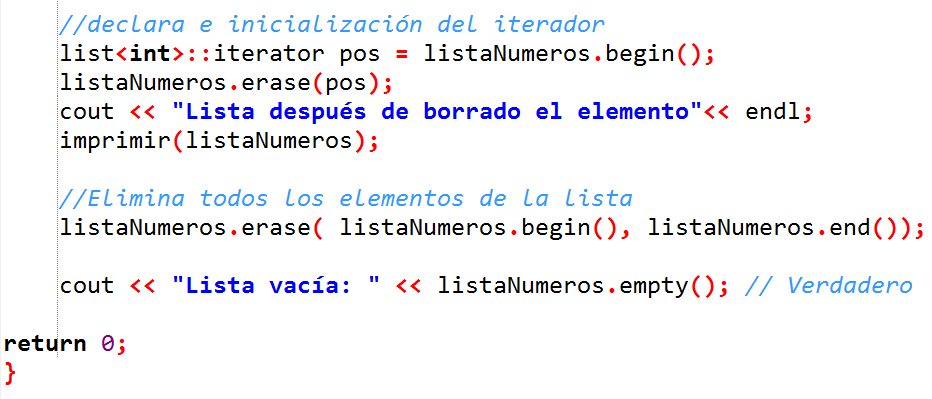 //declara e inicialización del iterador
list<int>::iterator pos = listaNumeros.begin();
listaNumeros.erase(pos);
cout << "Lista después de borrado el elemento"<< endl;
imprimir(listaNumeros);
//Elimina todos los elementos de la lista
listaNumeros.erase( listaNumeros.begin(), listaNumeros.end());
cout << "Lista vacía: " << listaNumeros.empty(); // Verdadero
return 0;
}